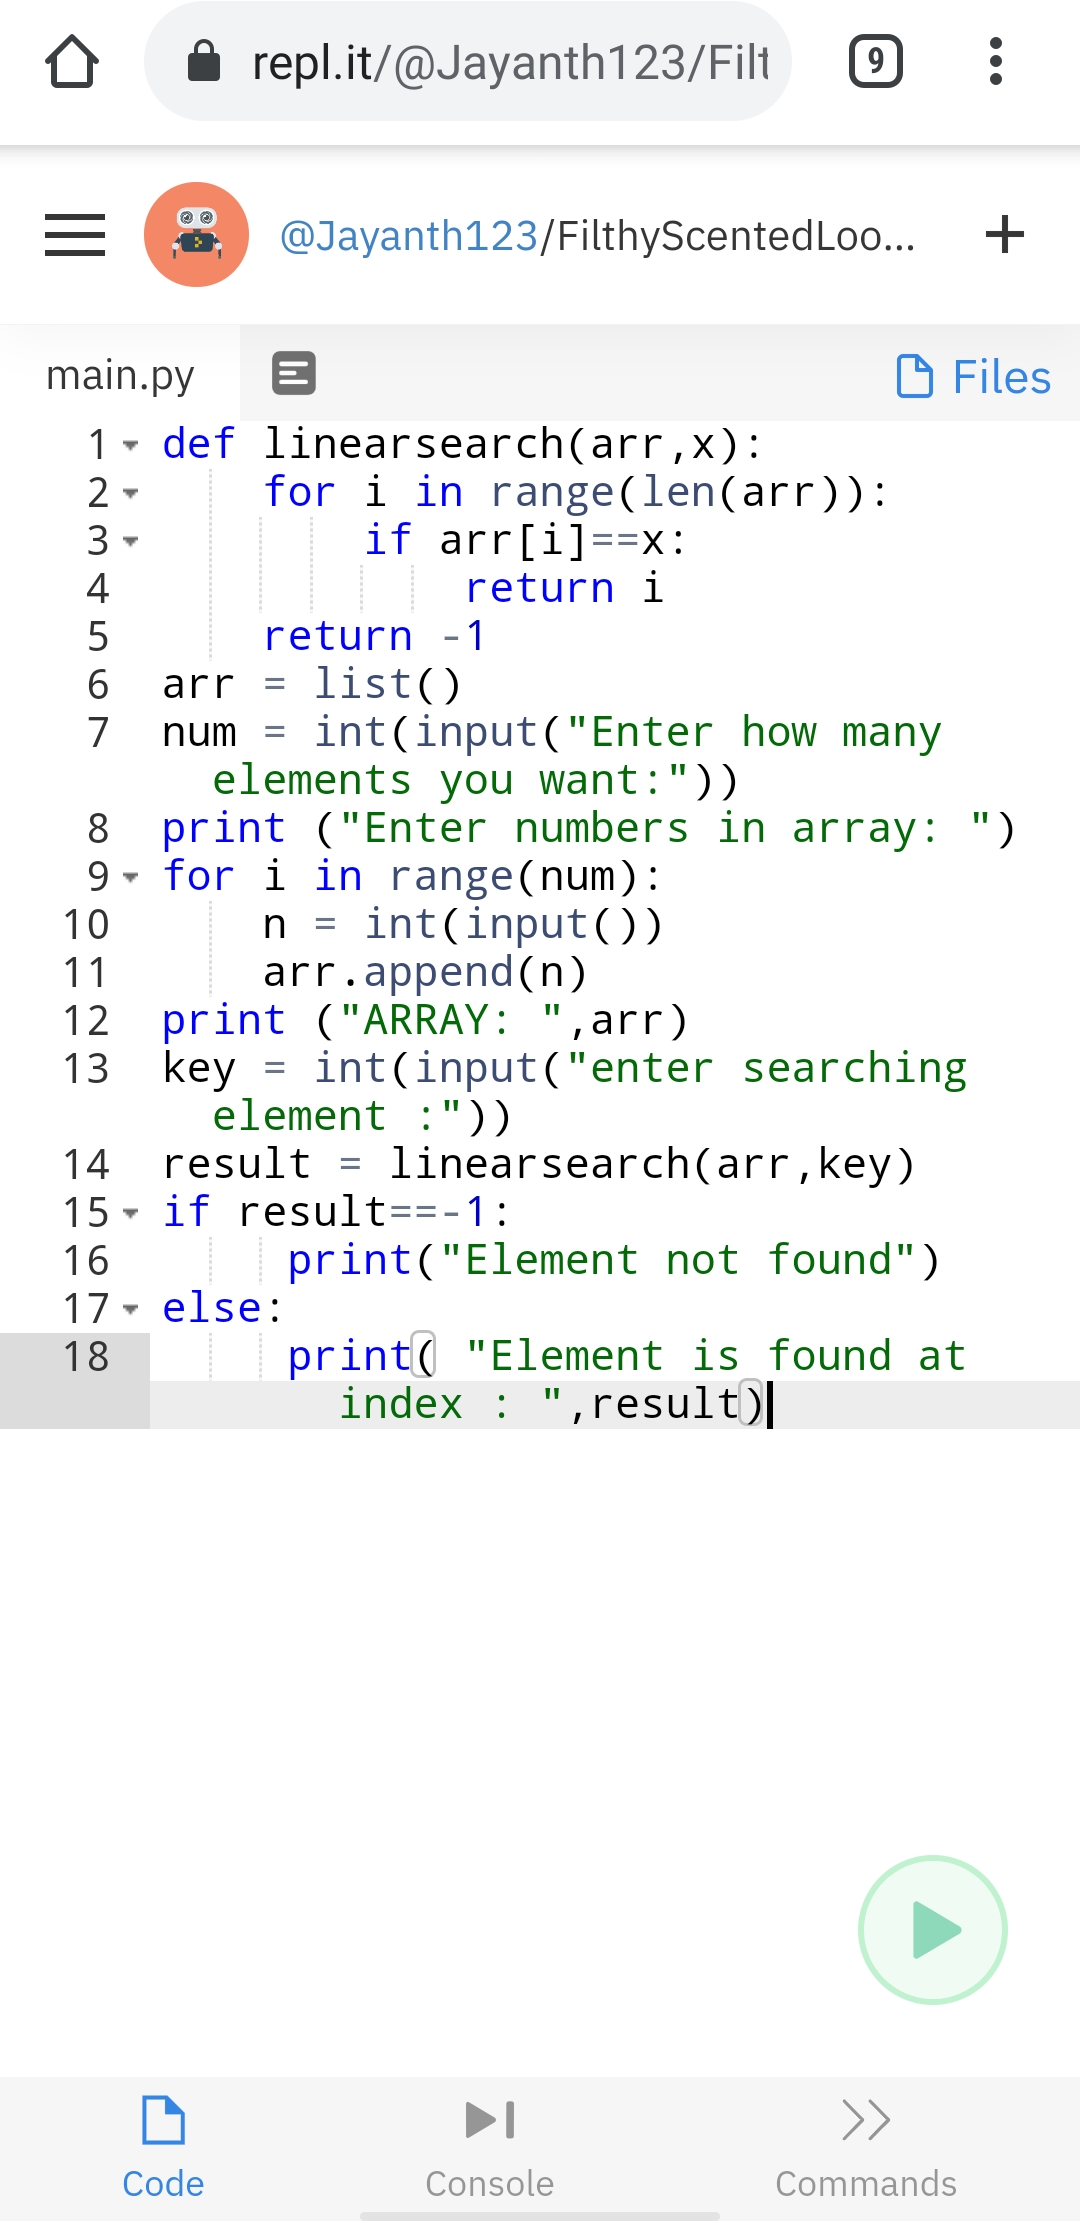 repl.it/@Jayanth123/Filt
9
@Jayanth123/FilthyScentedLoo...
main.py
Files
1 def linearsearch(arr,x):
2     for i in range(len(arr)):
3         if arr[i]==x:
4             return i
5     return -1
6 arr = list()
7 num = int(input("Enter how many
elements you want:"))
8 print ("Enter numbers in array: ")
9 for i in range(num):
10     n = int(input())
11     arr.append(n)
12 print ("ARRAY: ",arr)
13 key = int(input("enter searching
element :"))
14 result = linearsearch(arr,key)
15 if result==-1:
16      print("Element not found")
17 else:
18      print( "Element is found at
index : ",result)
Code
Console
Commands